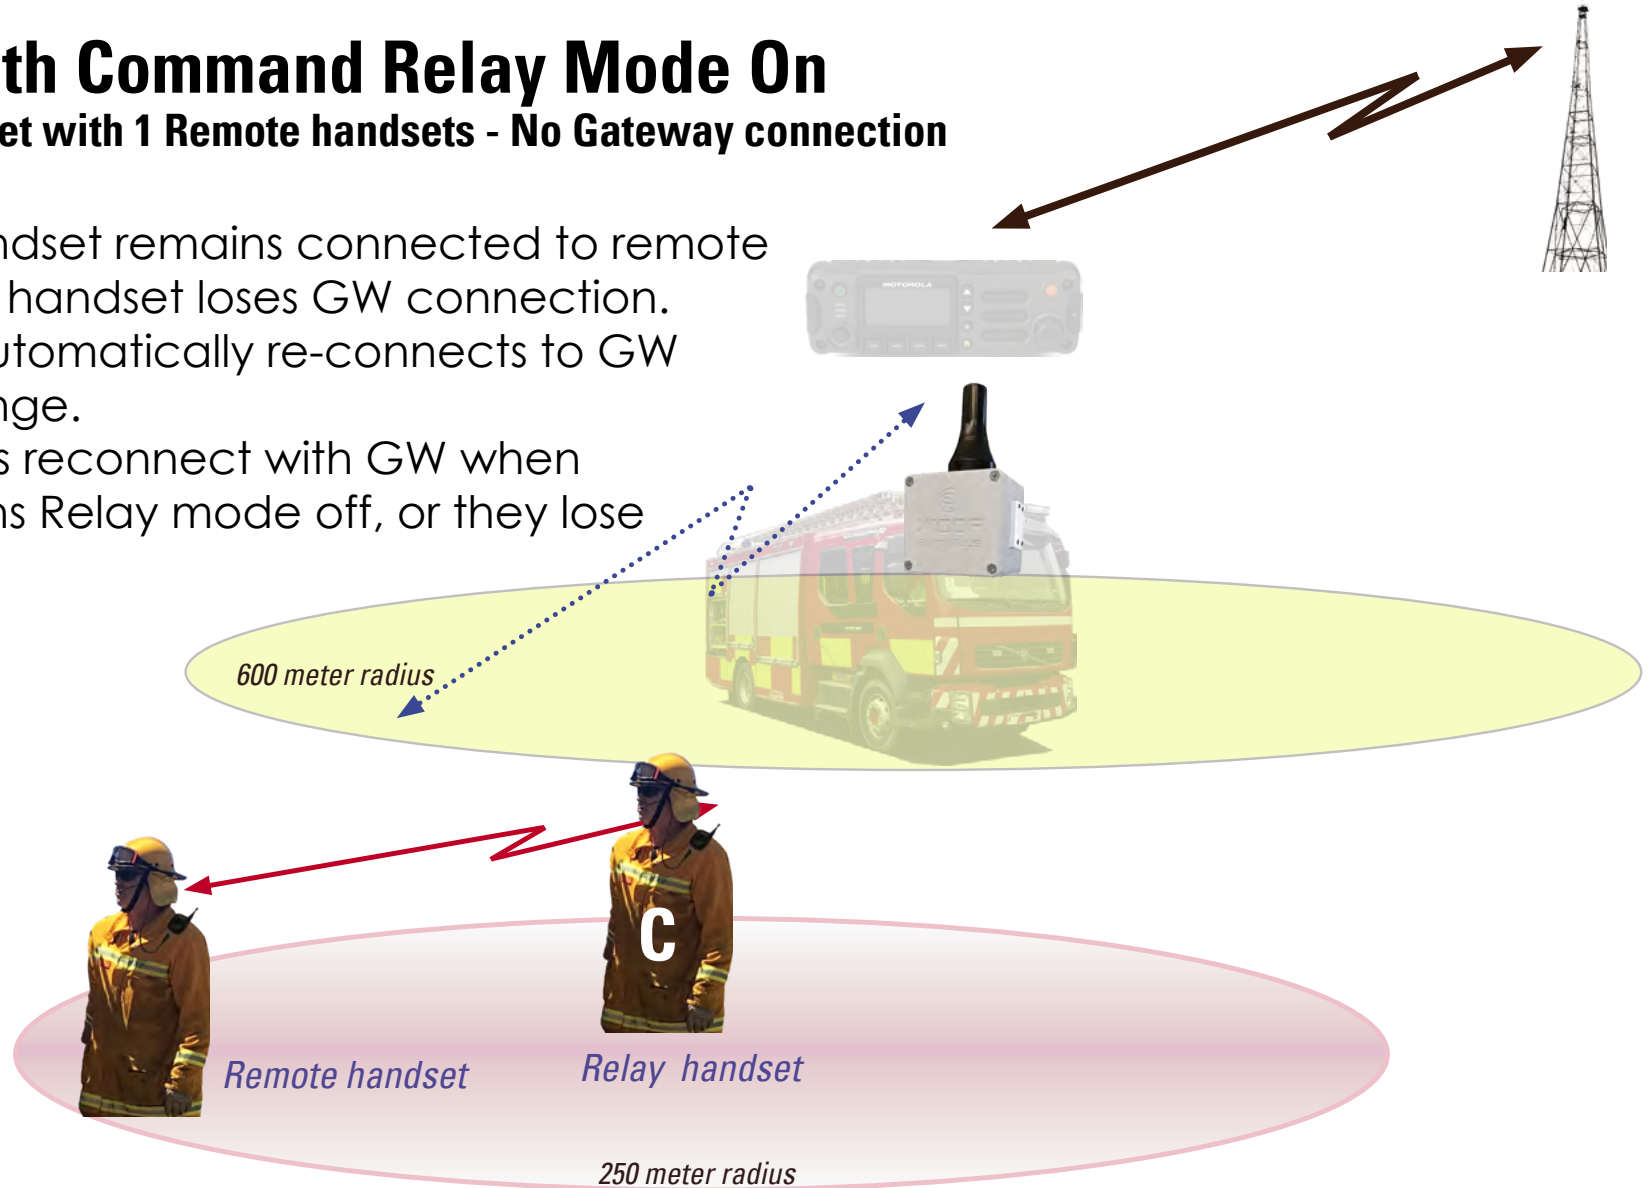 th Command Relay Mode On
et with 1 Remote handsets - No Gateway connection
ndset remains connected to remote
handset loses GW connection.
utomatically re-connects to GW
nge.
s reconnect with GW when
ns Relay mode off, or they lose
MOTOROLA
600 meter radius
C
Remote handset
Relay handset
250 meter radius